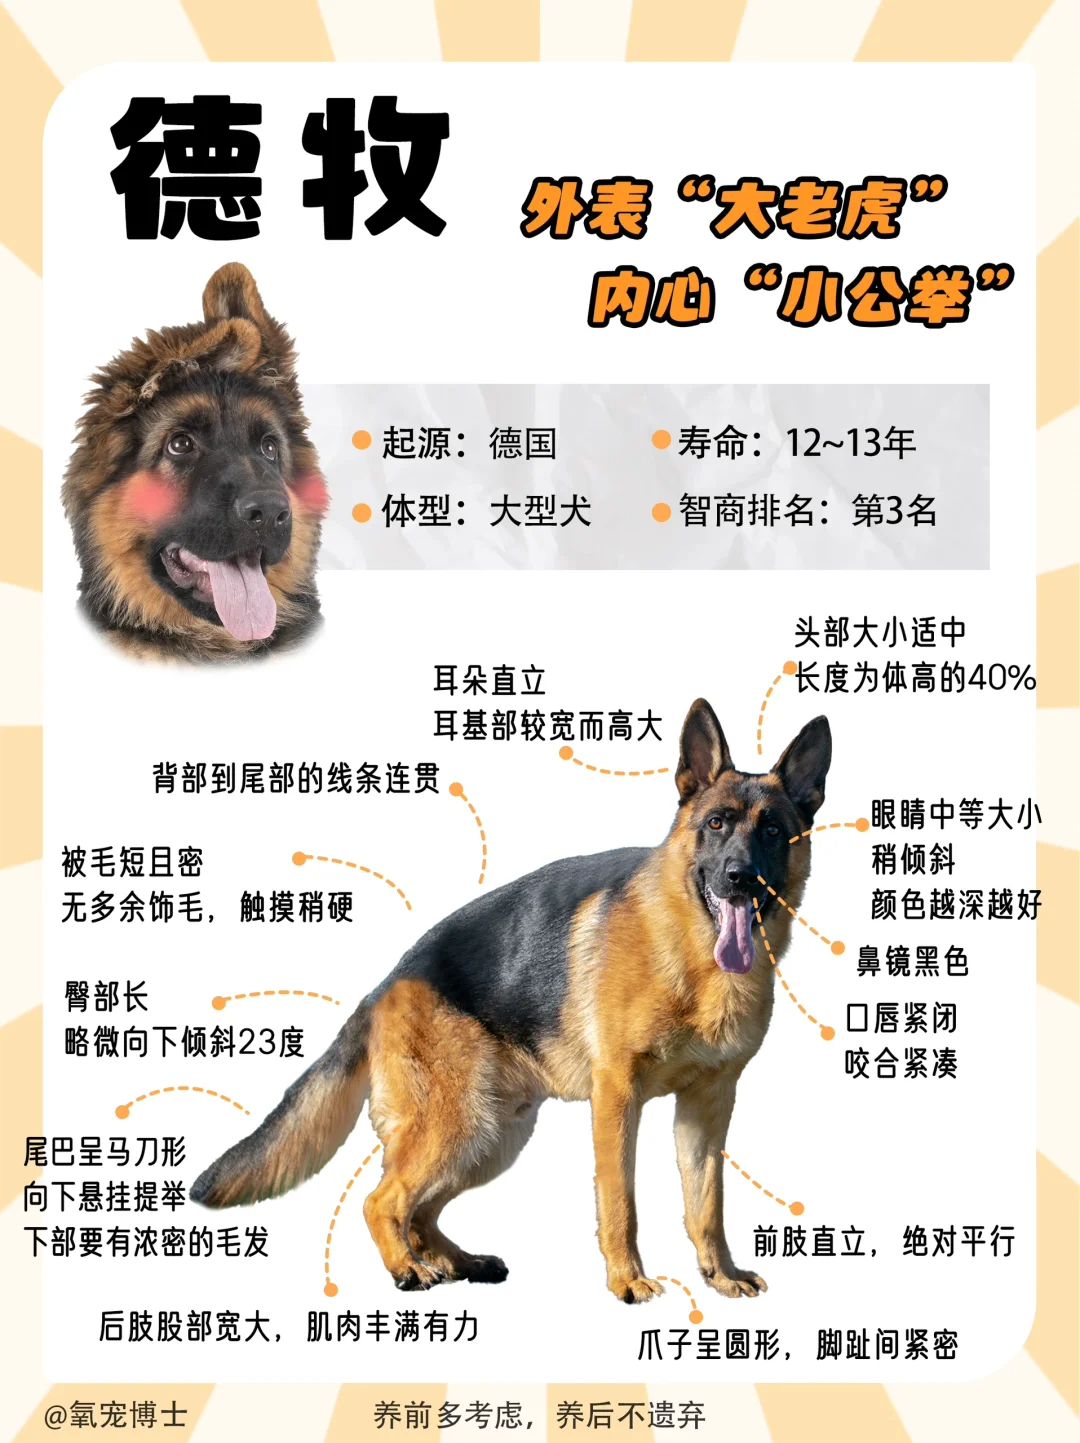 德牧
外表“大老虎”
内心“小公举”
起源：德国
寿命：12~13年
体型：大型犬
智商排名：第3名
头部大小适中
长度为体高的40%
耳朵直立
耳基部较宽而高大
背部到尾部的线条连贯
眼睛中等大小
稍倾斜
颜色越深越好
被毛短且密
无多余饰毛，触摸稍硬
鼻镜黑色
臀部长
略微向下倾斜23度
口唇紧闭
咬合紧凑
尾巴呈马刀形
向下悬挂提举
下部要有浓密的毛发
前肢直立，绝对平行
后肢股部宽大，肌肉丰满有力
爪子呈圆形，脚趾间紧密
@氧宠博士
养前多考虑，养后不遗弃